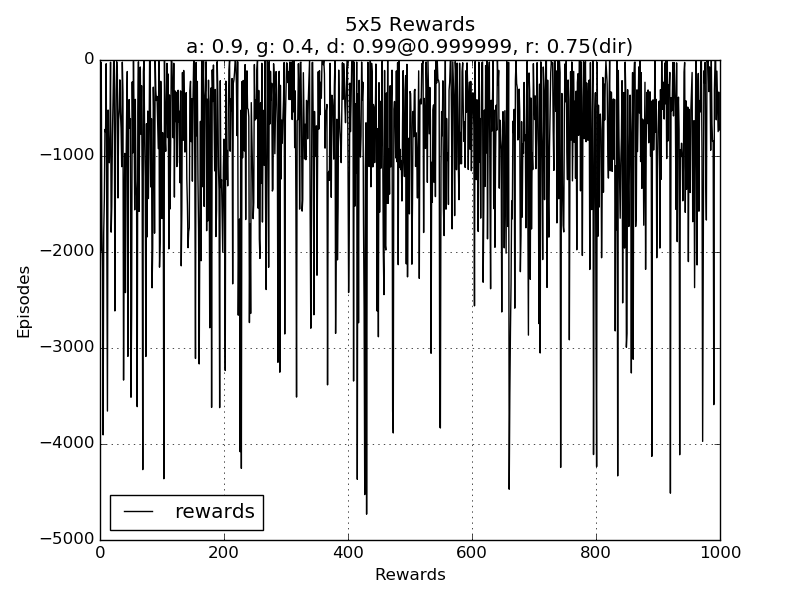 5x5 Rewards
a: 0.9, g: 0.4, d: 0.99@0.999999, r: 0.75(dir)
0
−1000
−2000
−3000
−4000
−5000
Episodes
rewards
0 200 400 600 800 1000
Rewards